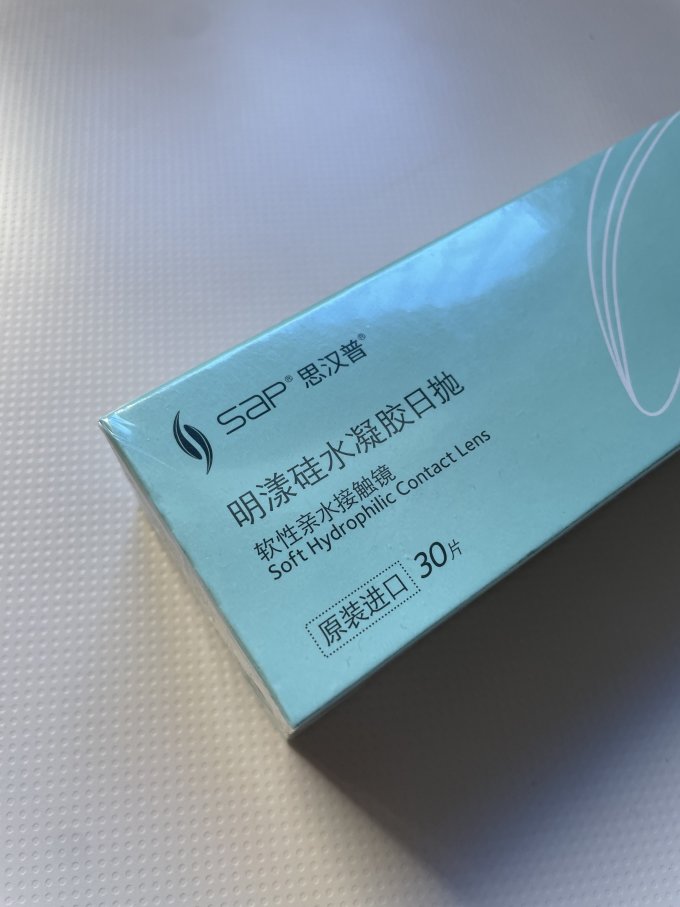 SaP® 思汉普®
明漾硅水凝胶日抛
软性亲水接触镜
Soft Hydrophilic Contact Lens
原装进口 30片